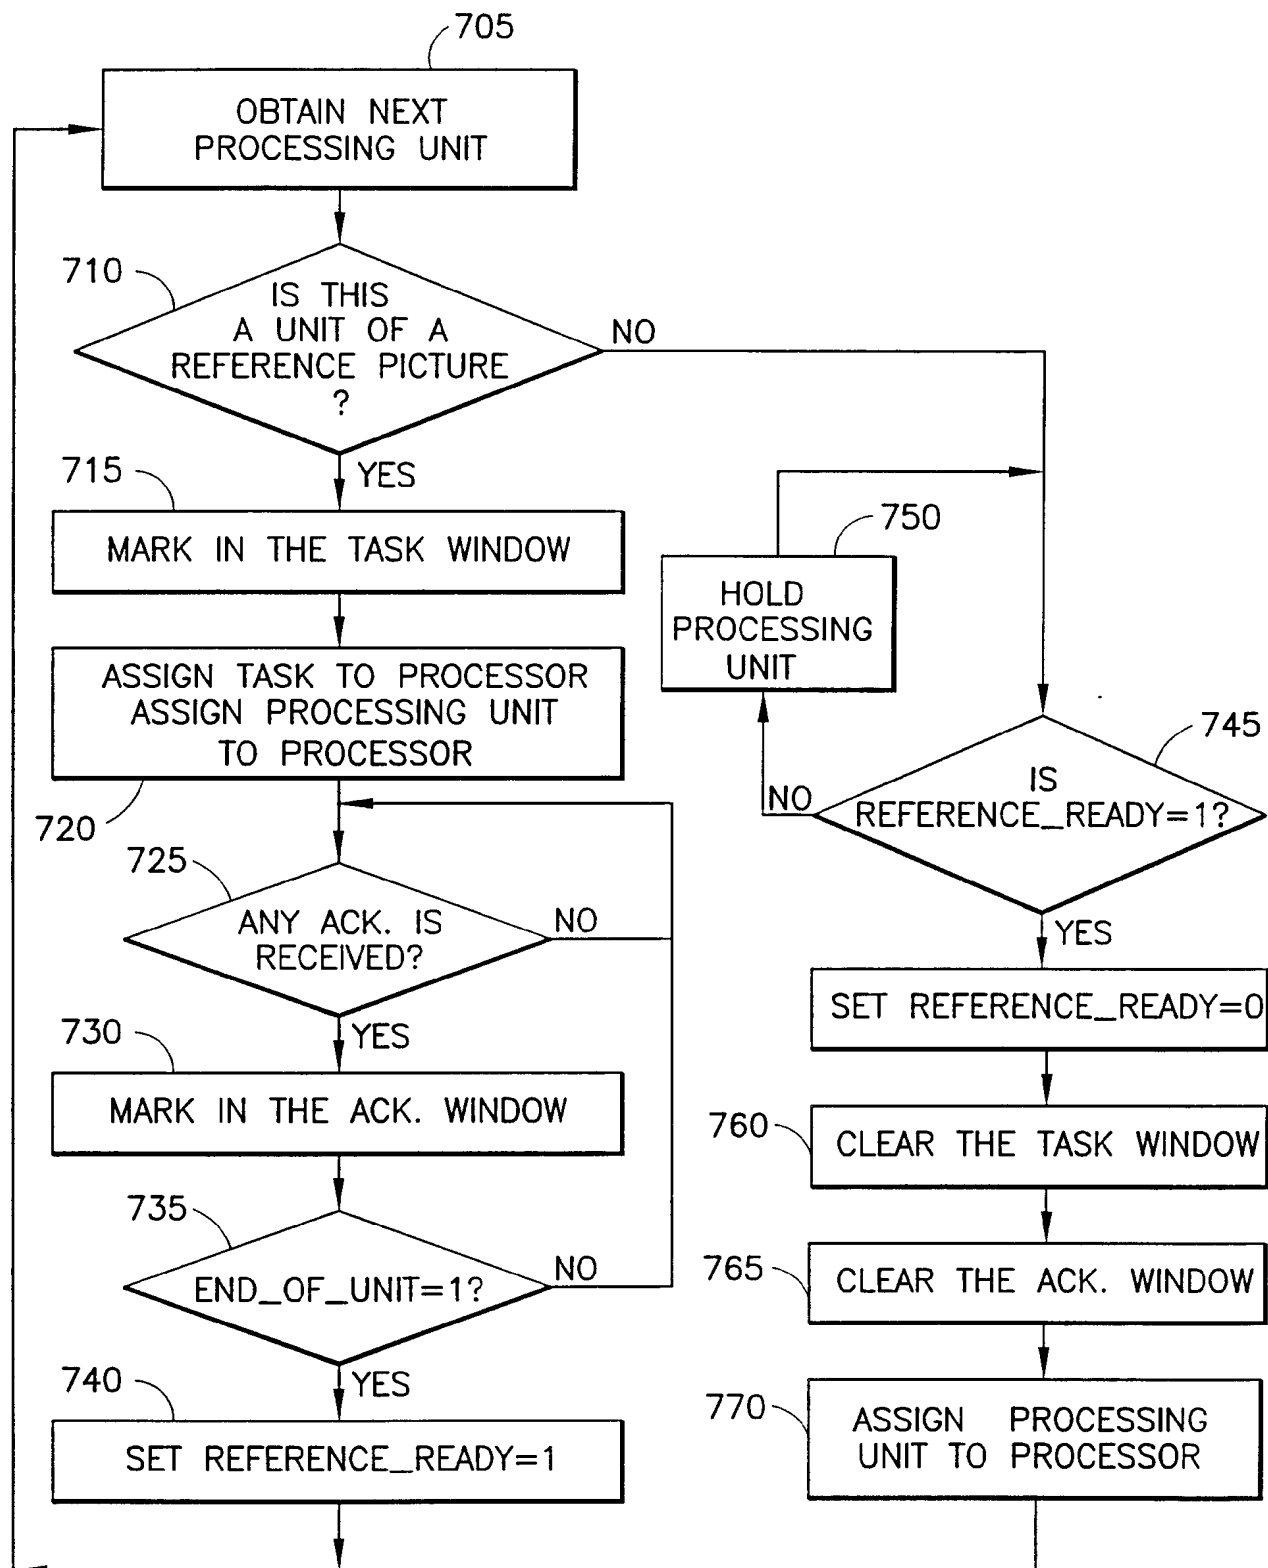 705
OBTAIN NEXT
PROCESSING UNIT
710
IS THIS
A UNIT OF A
REFERENCE PICTURE
?
NO
YES
715
MARK IN THE TASK WINDOW
ASSIGN TASK TO PROCESSOR
ASSIGN PROCESSING UNIT
TO PROCESSOR
720
725
ANY ACK. IS
RECEIVED?
NO
YES
730
MARK IN THE ACK. WINDOW
735
END_OF_UNIT=1?
NO
YES
740
SET REFERENCE_READY=1
750
HOLD
PROCESSING
UNIT
745
IS
REFERENCE_READY=1?
NO
YES
SET REFERENCE_READY=0
760
CLEAR THE TASK WINDOW
765
CLEAR THE ACK. WINDOW
770
ASSIGN PROCESSING
UNIT TO PROCESSOR